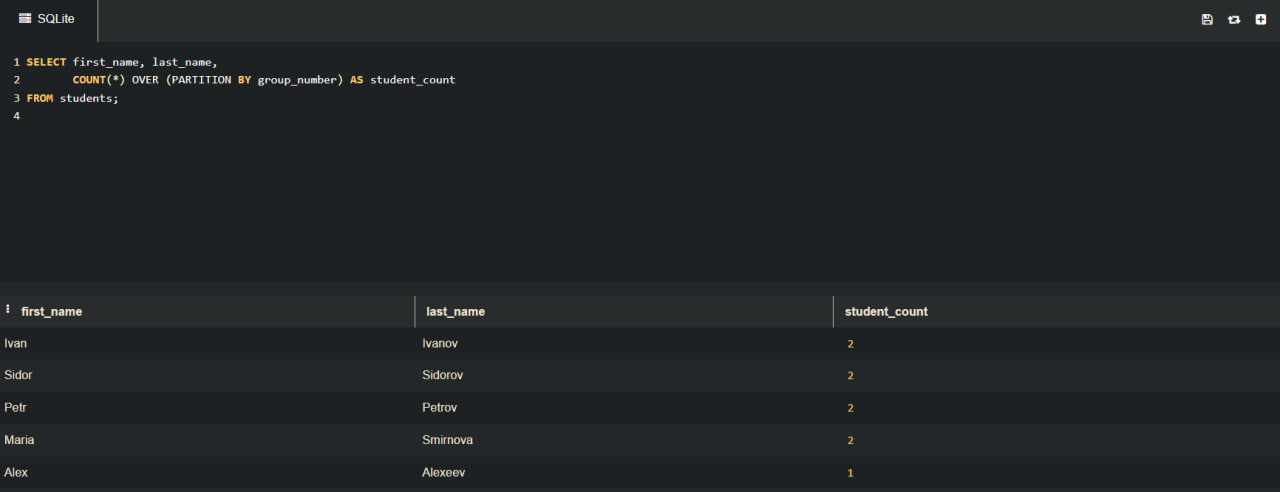 SQLite
1 SELECT first_name, last_name,
2 COUNT(*) OVER (PARTITION BY group_number) AS student_count
3 FROM students;
4
first_name last_name student_count
Ivan Ivanov 2
Sidor Sidorov 2
Petr Petrov 2
Maria Smirnova 2
Alex Alexeev 1